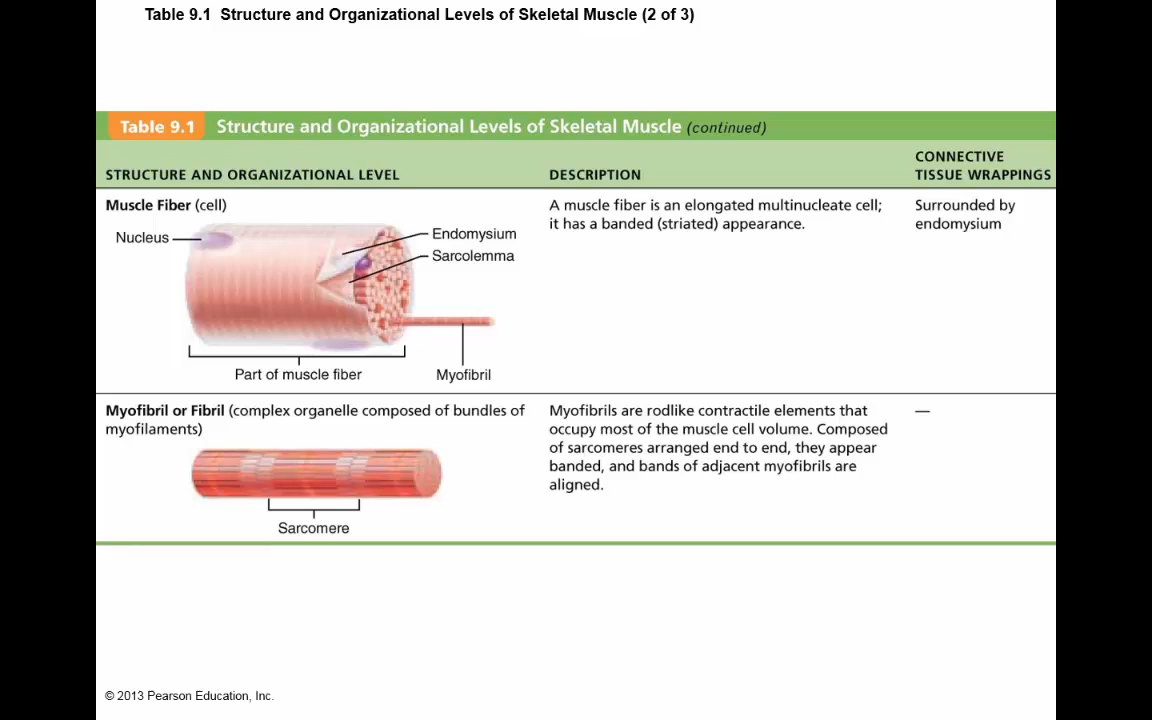 Table 9.1  Structure and Organizational Levels of Skeletal Muscle (2 of 3)
Table 9.1 Structure and Organizational Levels of Skeletal Muscle (continued)
STRUCTURE AND ORGANIZATIONAL LEVEL
DESCRIPTION
CONNECTIVE
TISSUE WRAPPINGS
Muscle Fiber (cell)
Nucleus
Endomysium
Sarcolemma
Part of muscle fiber
Myofibril
A muscle fiber is an elongated multinucleate cell;
it has a banded (striated) appearance.
Surrounded by
endomysium
Myofibril or Fibril (complex organelle composed of bundles of
myofilaments)
Sarcomere
Myofibrils are rodlike contractile elements that
occupy most of the muscle cell volume. Composed
of sarcomeres arranged end to end, they appear
banded, and bands of adjacent myofibrils are
aligned.
—
© 2013 Pearson Education, Inc.